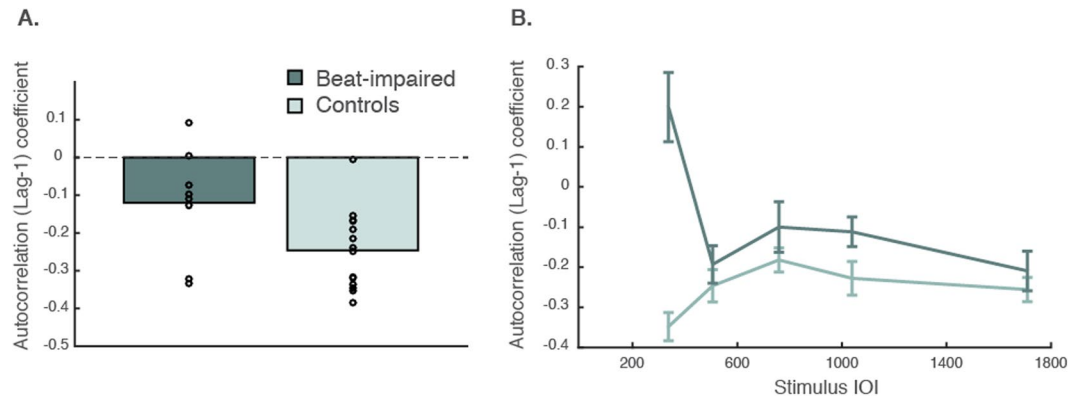 A.
Autocorrelation (Lag-1) coefficient
0.1
0
-0.1
-0.2
-0.3
-0.4
-0.5
Beat-impaired
Controls
B.
Autocorrelation (Lag-1) coefficient
0.3
0.2
0.1
0
-0.1
-0.2
-0.3
-0.4
200 600 1000 1400 1800
Stimulus IOI